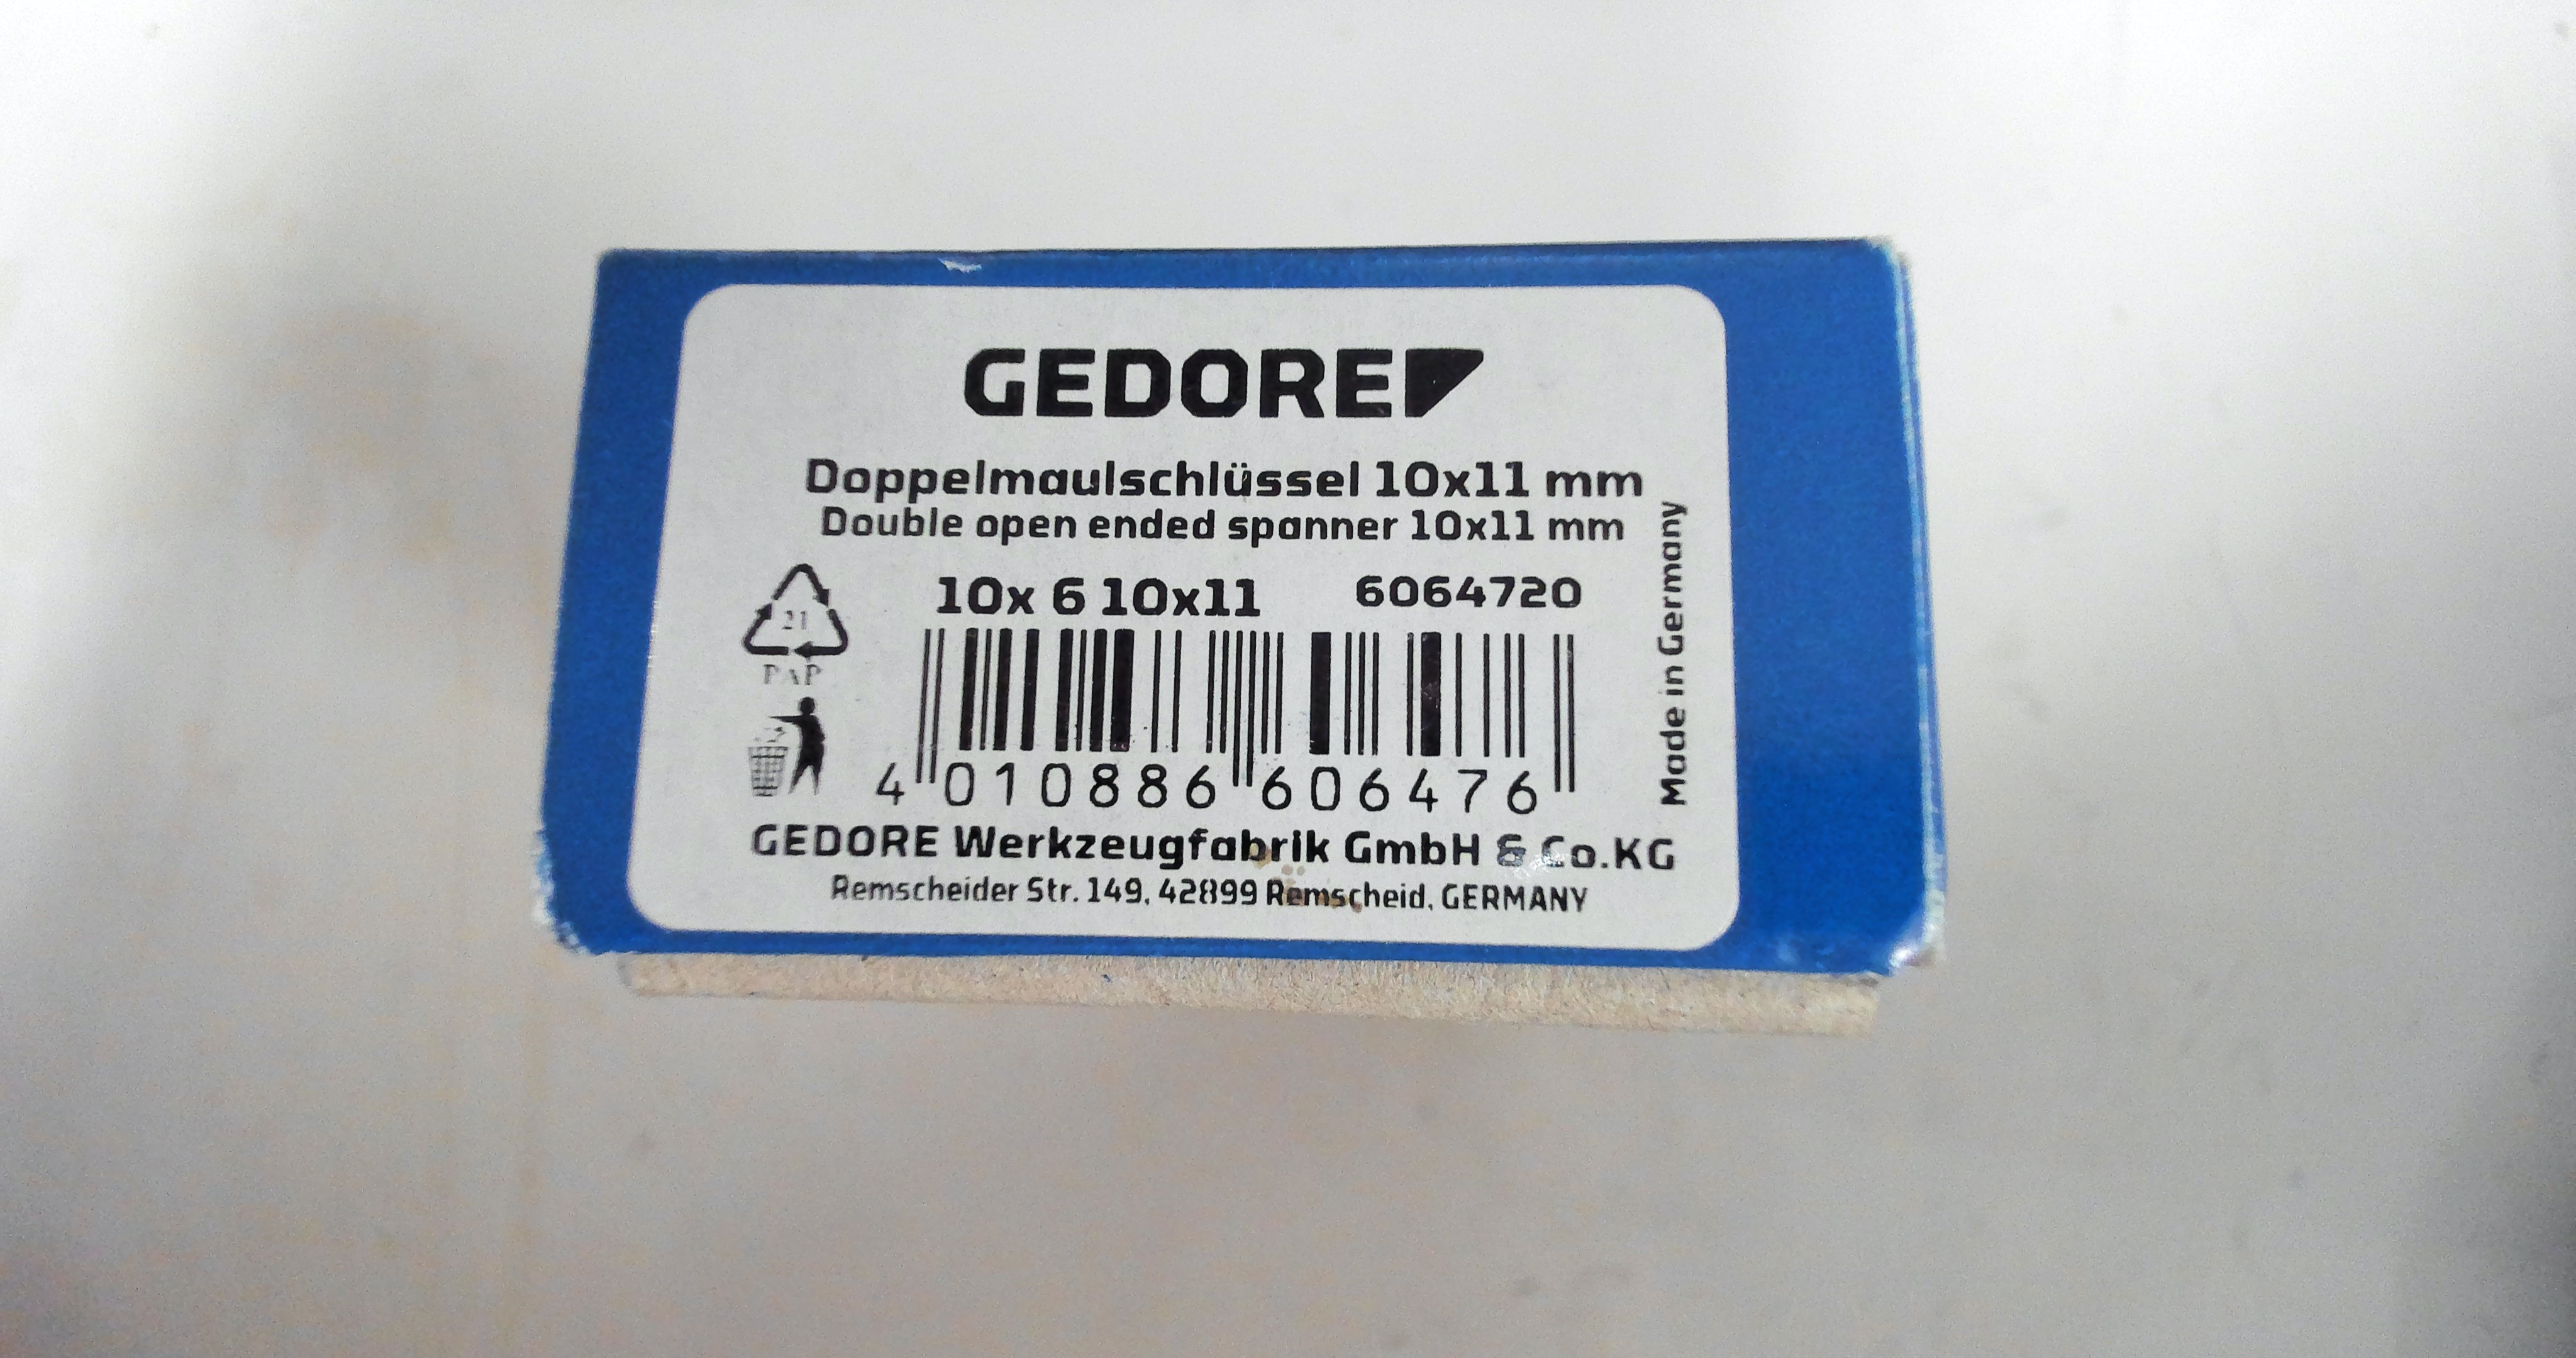 GEDORE
Doppelmaulschlüssel 10x11 mm
Double open ended spanner 10x11 mm
10x 6 10x11 6064720
21
PAP
4 010886 606476
Made in Germany
GEDORE Werkzeugfabrik GmbH & Co.KG
Remscheider Str. 149, 42899 Remscheid, GERMANY